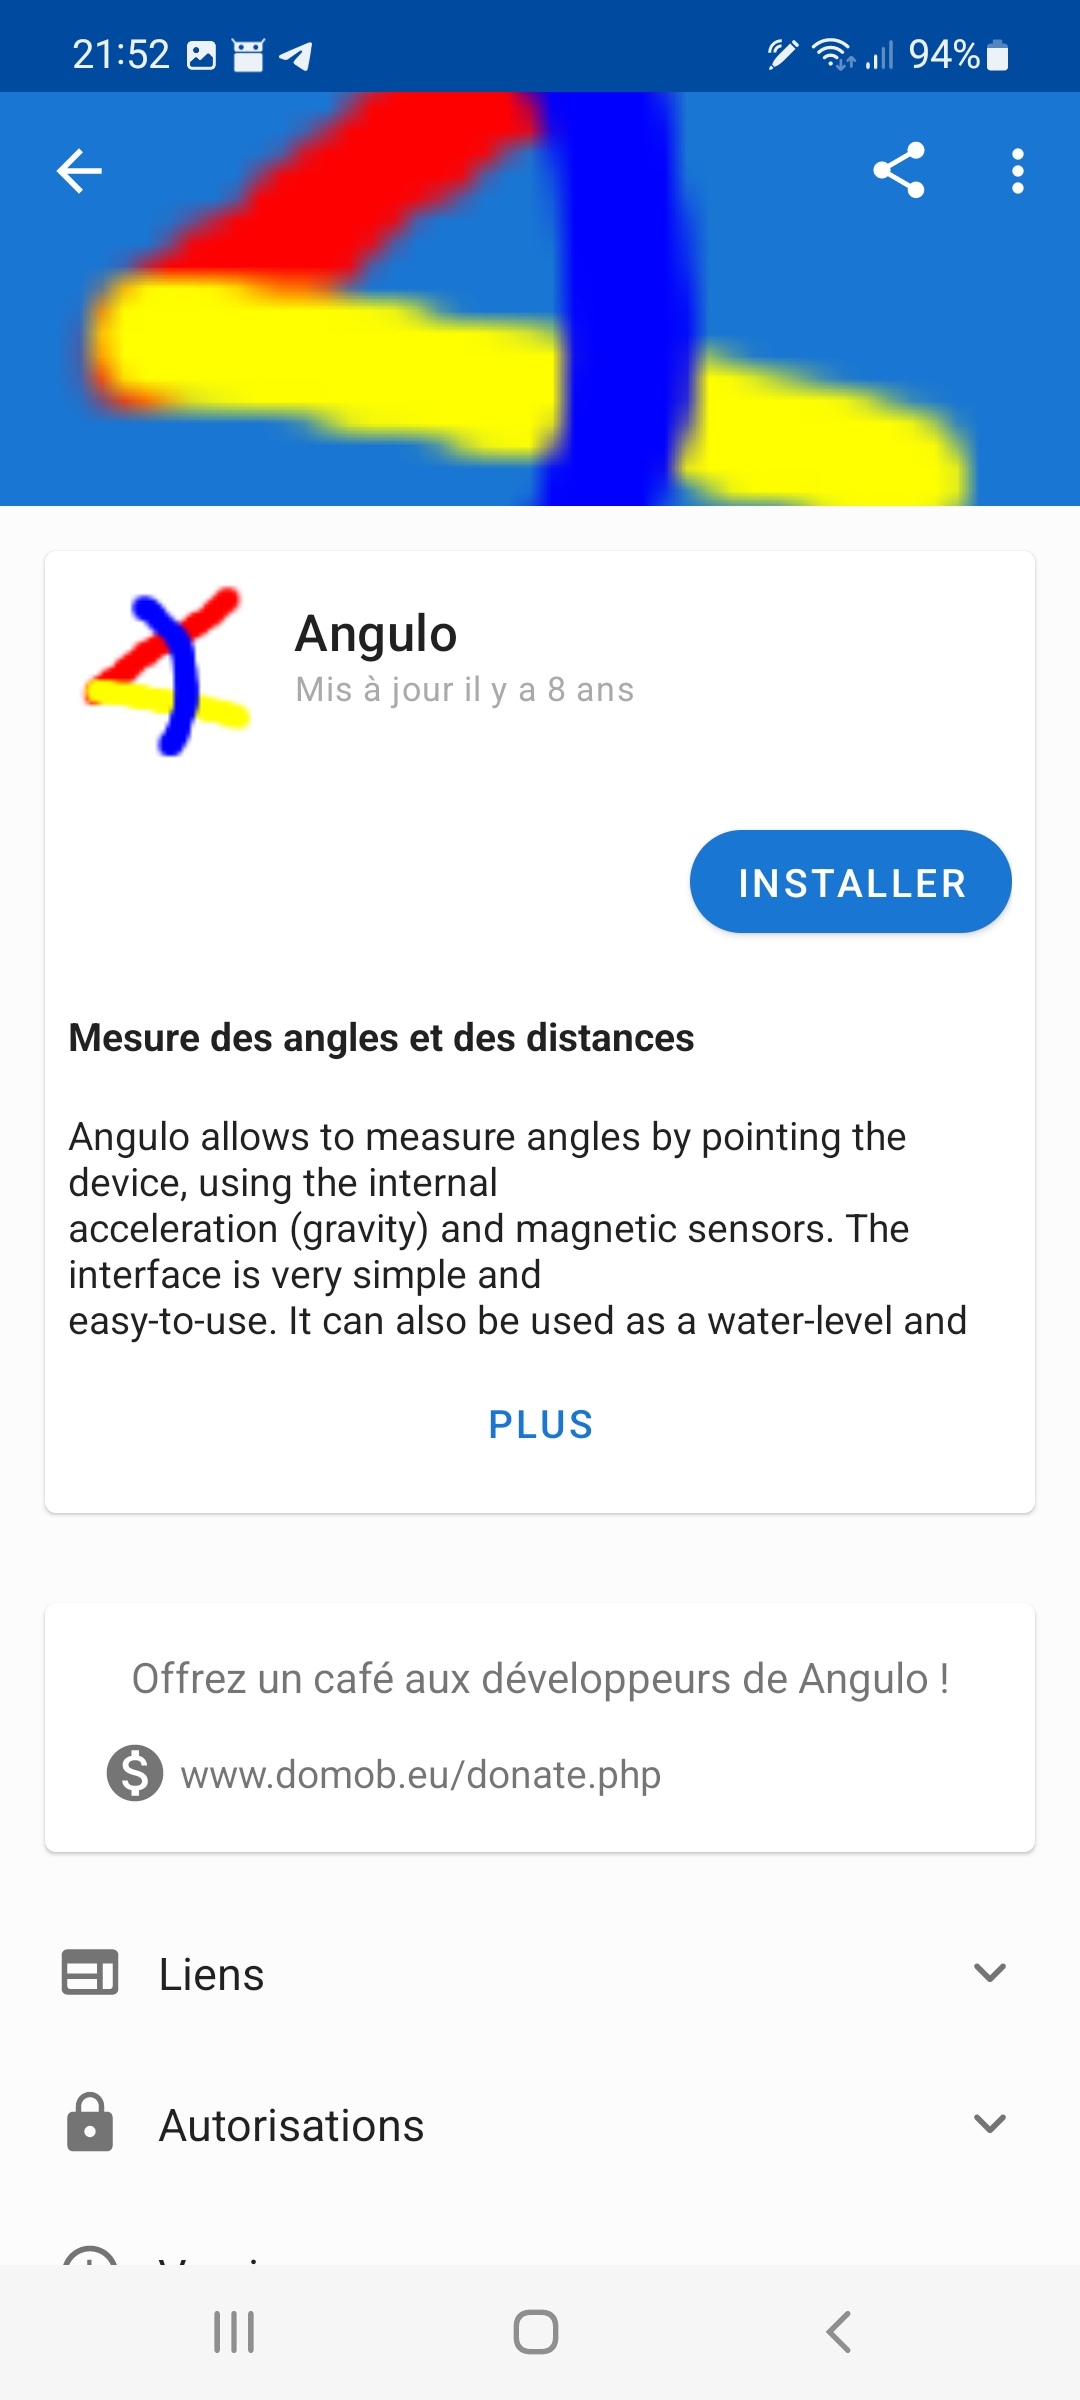 21:52
94%
Angulo
Mis à jour il y a 8 ans
INSTALLER
Mesure des angles et des distances
Angulo allows to measure angles by pointing the
device, using the internal
acceleration (gravity) and magnetic sensors. The
interface is very simple and
easy-to-use. It can also be used as a water-level and
PLUS
Offrez un café aux développeurs de Angulo !
www.domob.eu/donate.php
Liens
Autorisations